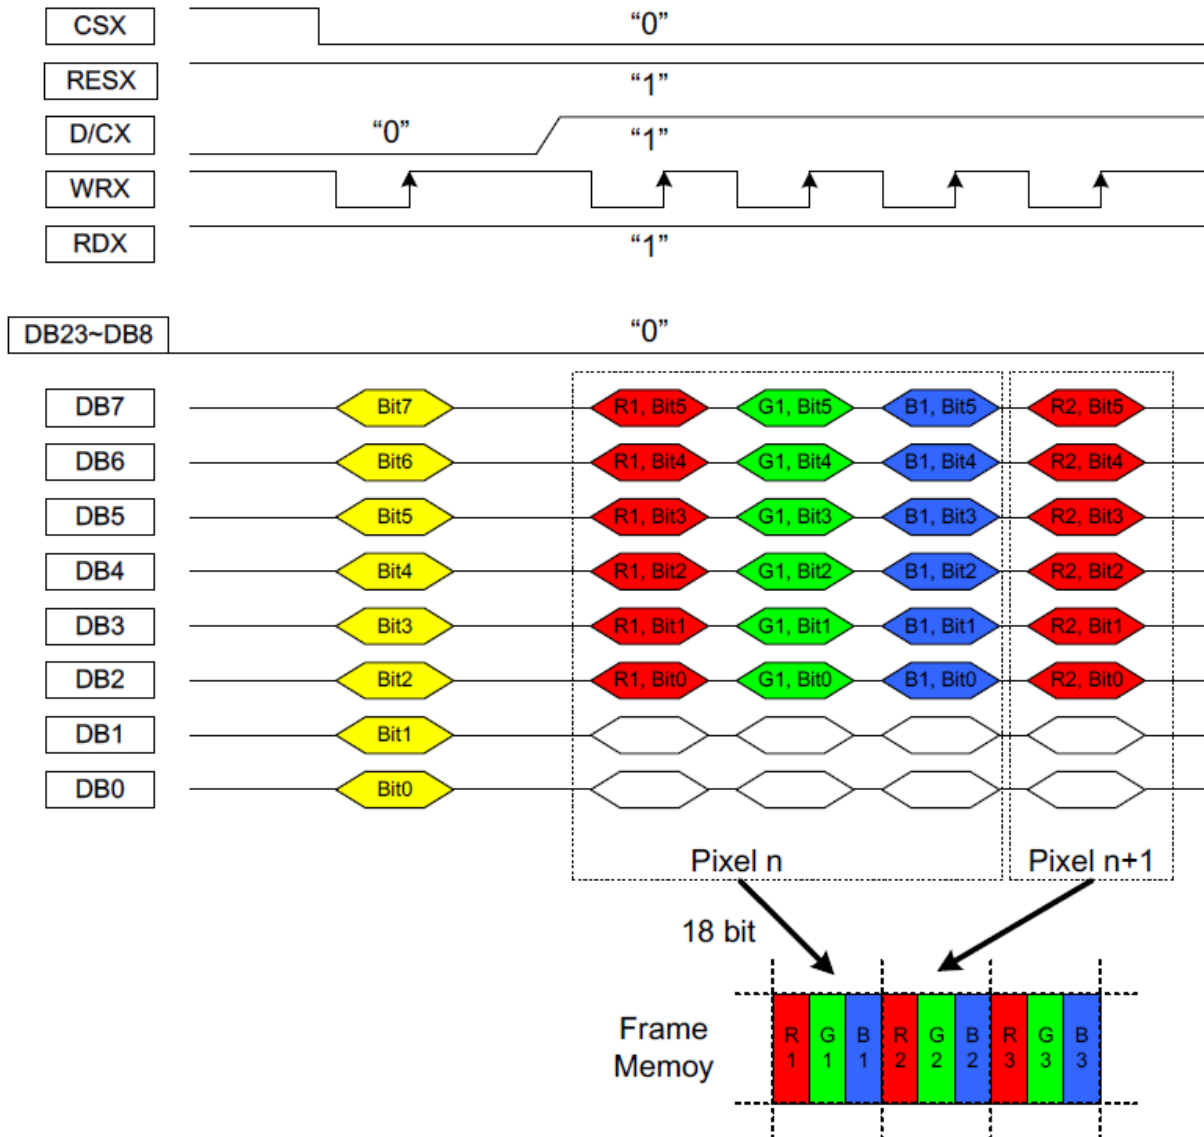 CSX “0”
RESX “1”
D/CX “0” “1”
WRX
RDX “1”
DB23~DB8 “0”
DB7 Bit7 R1, Bit5 G1, Bit5 B1, Bit5 R2, Bit5
DB6 Bit6 R1, Bit4 G1, Bit4 B1, Bit4 R2, Bit4
DB5 Bit5 R1, Bit3 G1, Bit3 B1, Bit3 R2, Bit3
DB4 Bit4 R1, Bit2 G1, Bit2 B1, Bit2 R2, Bit2
DB3 Bit3 R1, Bit1 G1, Bit1 B1, Bit1 R2, Bit1
DB2 Bit2 R1, Bit0 G1, Bit0 B1, Bit0 R2, Bit0
DB1 Bit1
DB0 Bit0
Pixel n Pixel n+1
18 bit
Frame
Memoy
R G B R G B R G B
1 1 1 2 2 2 3 3 3